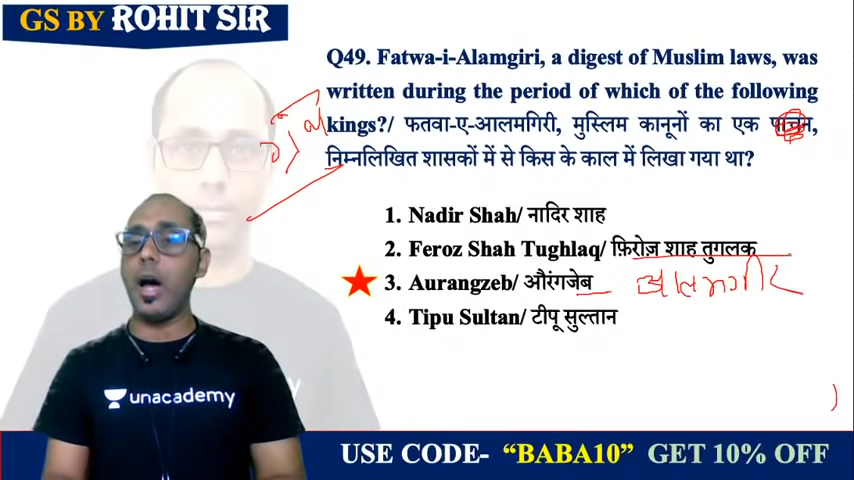 GS BY ROHIT SIR
Q49. Fatwa-i-Alamgiri, a digest of Muslim laws, was
written during the period of which of the following
kings?/ फतवा-ए-आलमगिरी, मुस्लिम कानूनों का एक
निम्नलिखित शासकों में से किस के काल में लिखा गया था?
1. Nadir Shah/ नादिर शाह
2. Feroz Shah Tughlaq/ फ़िरोज़ शाह तुगलक
3. Aurangzeb/ औरंगजेब आलमगीर
4. Tipu Sultan/ टीपू सुल्तान
unacademy
USE CODE- “BABA10” GET 10% OFF